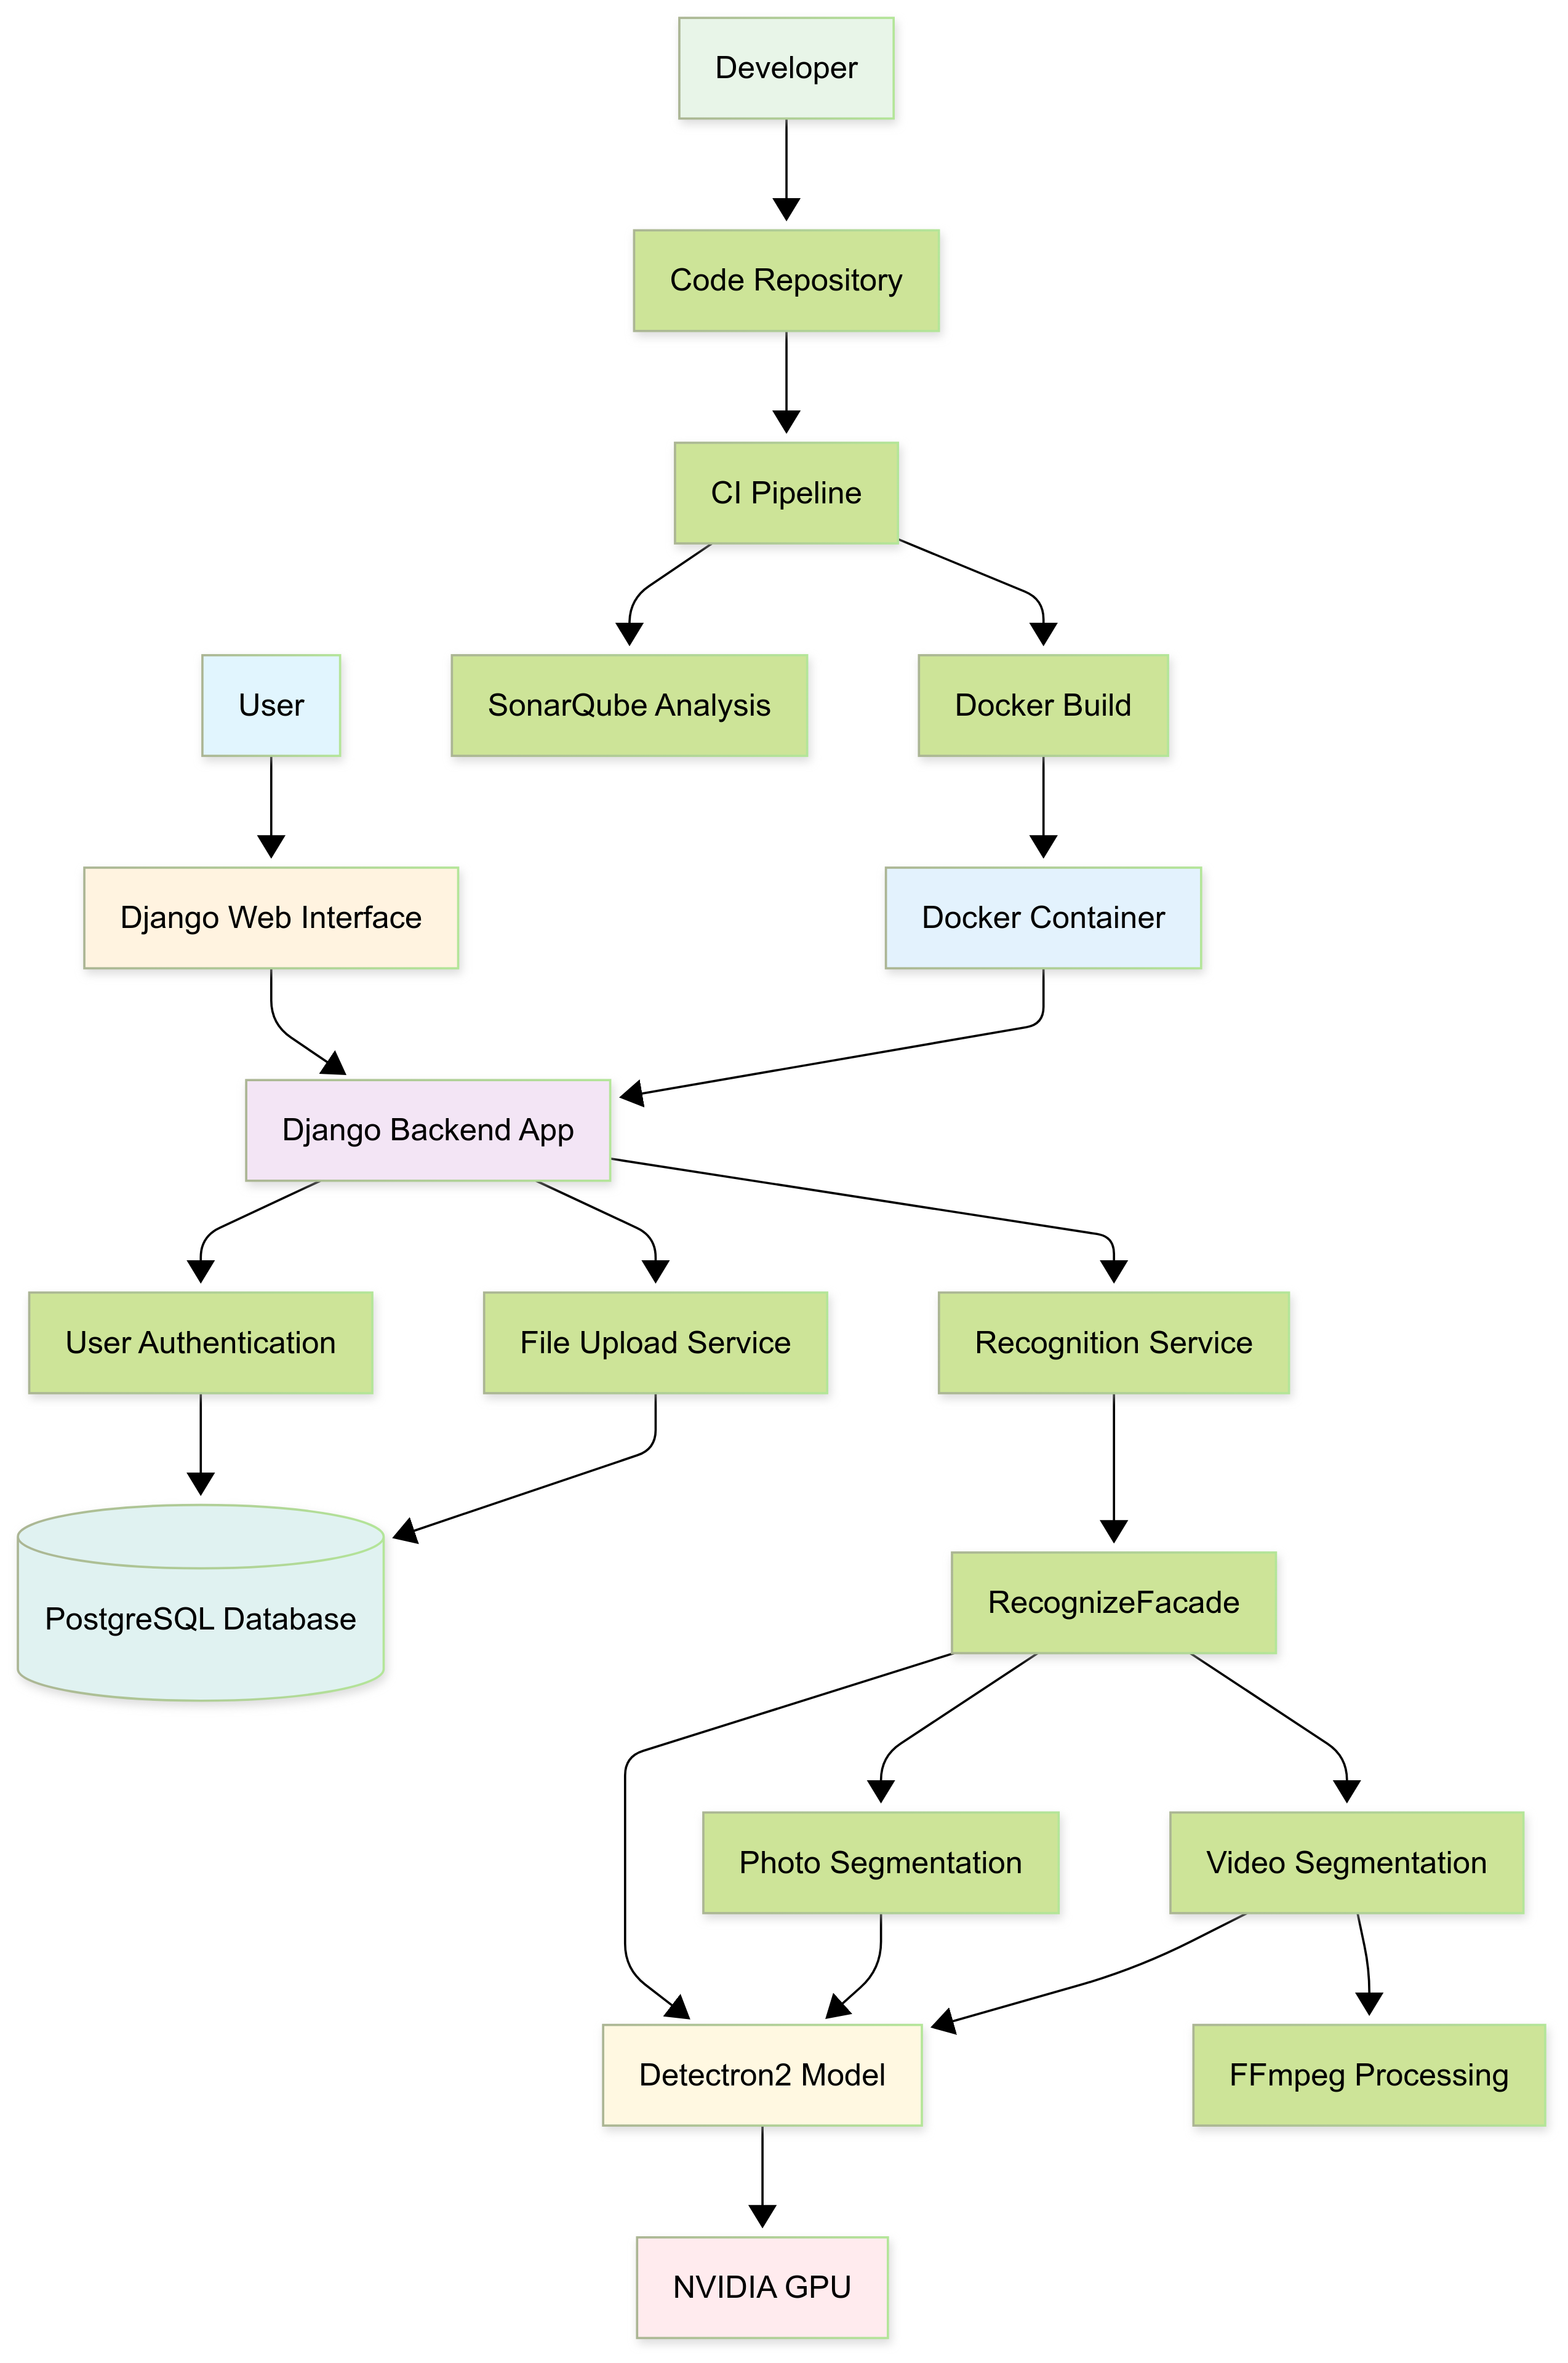 Developer
Code Repository
CI Pipeline
User
SonarQube Analysis
Docker Build
Django Web Interface
Docker Container
Django Backend App
User Authentication
File Upload Service
Recognition Service
PostgreSQL Database
RecognizeFacade
Photo Segmentation
Video Segmentation
Detectron2 Model
FFmpeg Processing
NVIDIA GPU